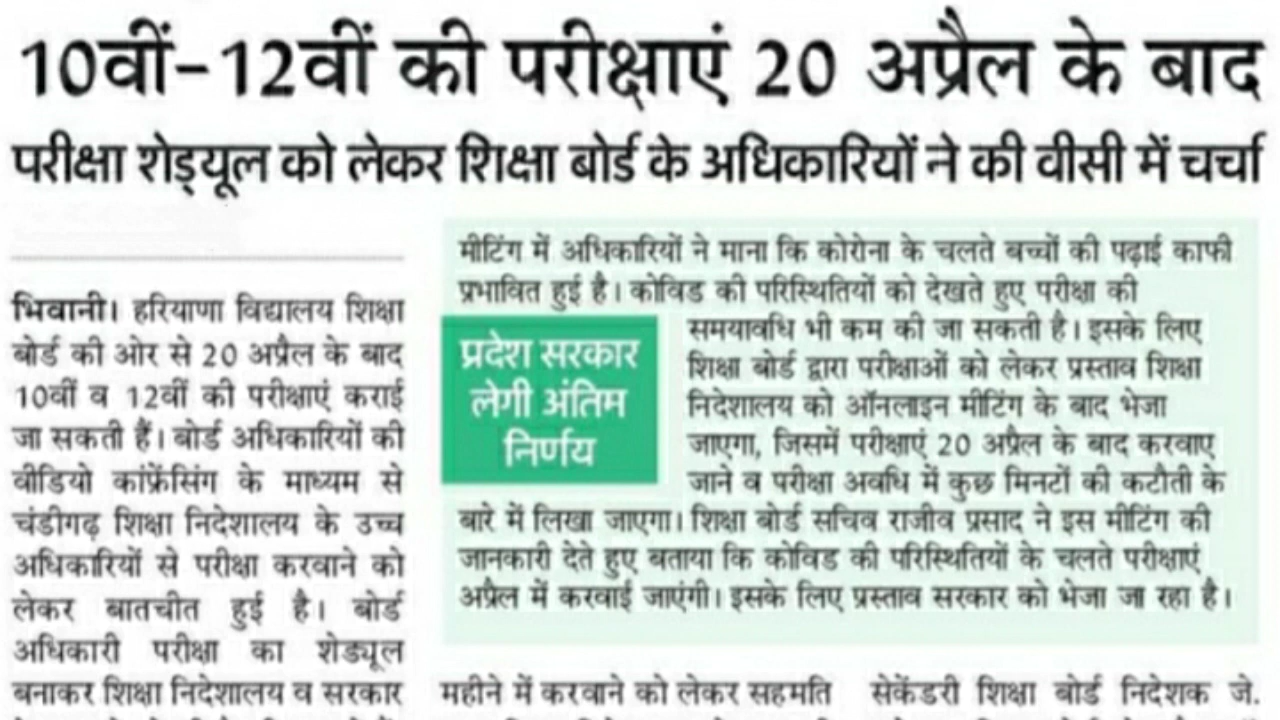 10वीं-12वीं की परीक्षाएं 20 अप्रैल के बाद
परीक्षा शेड्यूल को लेकर शिक्षा बोर्ड के अधिकारियों ने की वीसी में चर्चा
भिवानी। हरियाणा विद्यालय शिक्षा
बोर्ड की ओर से 20 अप्रैल के बाद
10वीं व 12वीं की परीक्षाएं कराई
जा सकती हैं। बोर्ड अधिकारियों की
वीडियो कांफ्रेंसिंग के माध्यम से
चंडीगढ़ शिक्षा निदेशालय के उच्च
अधिकारियों से परीक्षा करवाने को
लेकर बातचीत हुई है। बोर्ड
अधिकारी परीक्षा का शेड्यूल
बनाकर शिक्षा निदेशालय व सरकार
मीटिंग में अधिकारियों ने माना कि कोरोना के चलते बच्चों की पढ़ाई काफी
प्रभावित हुई है। कोविड की परिस्थितियों को देखते हुए परीक्षा की
समयावधि भी कम की जा सकती है। इसके लिए
शिक्षा बोर्ड द्वारा परीक्षाओं को लेकर प्रस्ताव शिक्षा
निदेशालय को ऑनलाइन मीटिंग के बाद भेजा
जाएगा, जिसमें परीक्षाएं 20 अप्रैल के बाद करवाए
जाने व परीक्षा अवधि में कुछ मिनटों की कटौती के
बारे में लिखा जाएगा। शिक्षा बोर्ड सचिव राजीव प्रसाद ने इस मीटिंग की
जानकारी देते हुए बताया कि कोविड की परिस्थितियों के चलते परीक्षाएं
अप्रैल में करवाई जाएंगी। इसके लिए प्रस्ताव सरकार को भेजा जा रहा है।
प्रदेश सरकार
लेगी अंतिम
निर्णय
महीने में करवाने को लेकर सहमति
सेकेंडरी शिक्षा बोर्ड निदेशक जे.